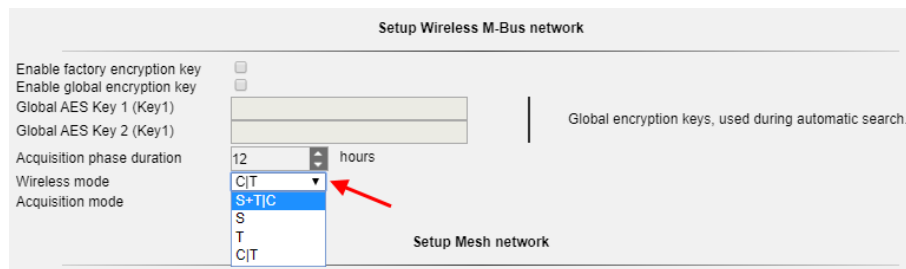 Setup Wireless M-Bus network
Enable factory encryption key
Enable global encryption key
Global AES Key 1 (Key1)
Global AES Key 2 (Key1)
Global encryption keys, used during automatic search.
Acquisition phase duration 12 hours
Wireless mode C|T
Acquisition mode S+T|C
S
T
C|T
Setup Mesh network